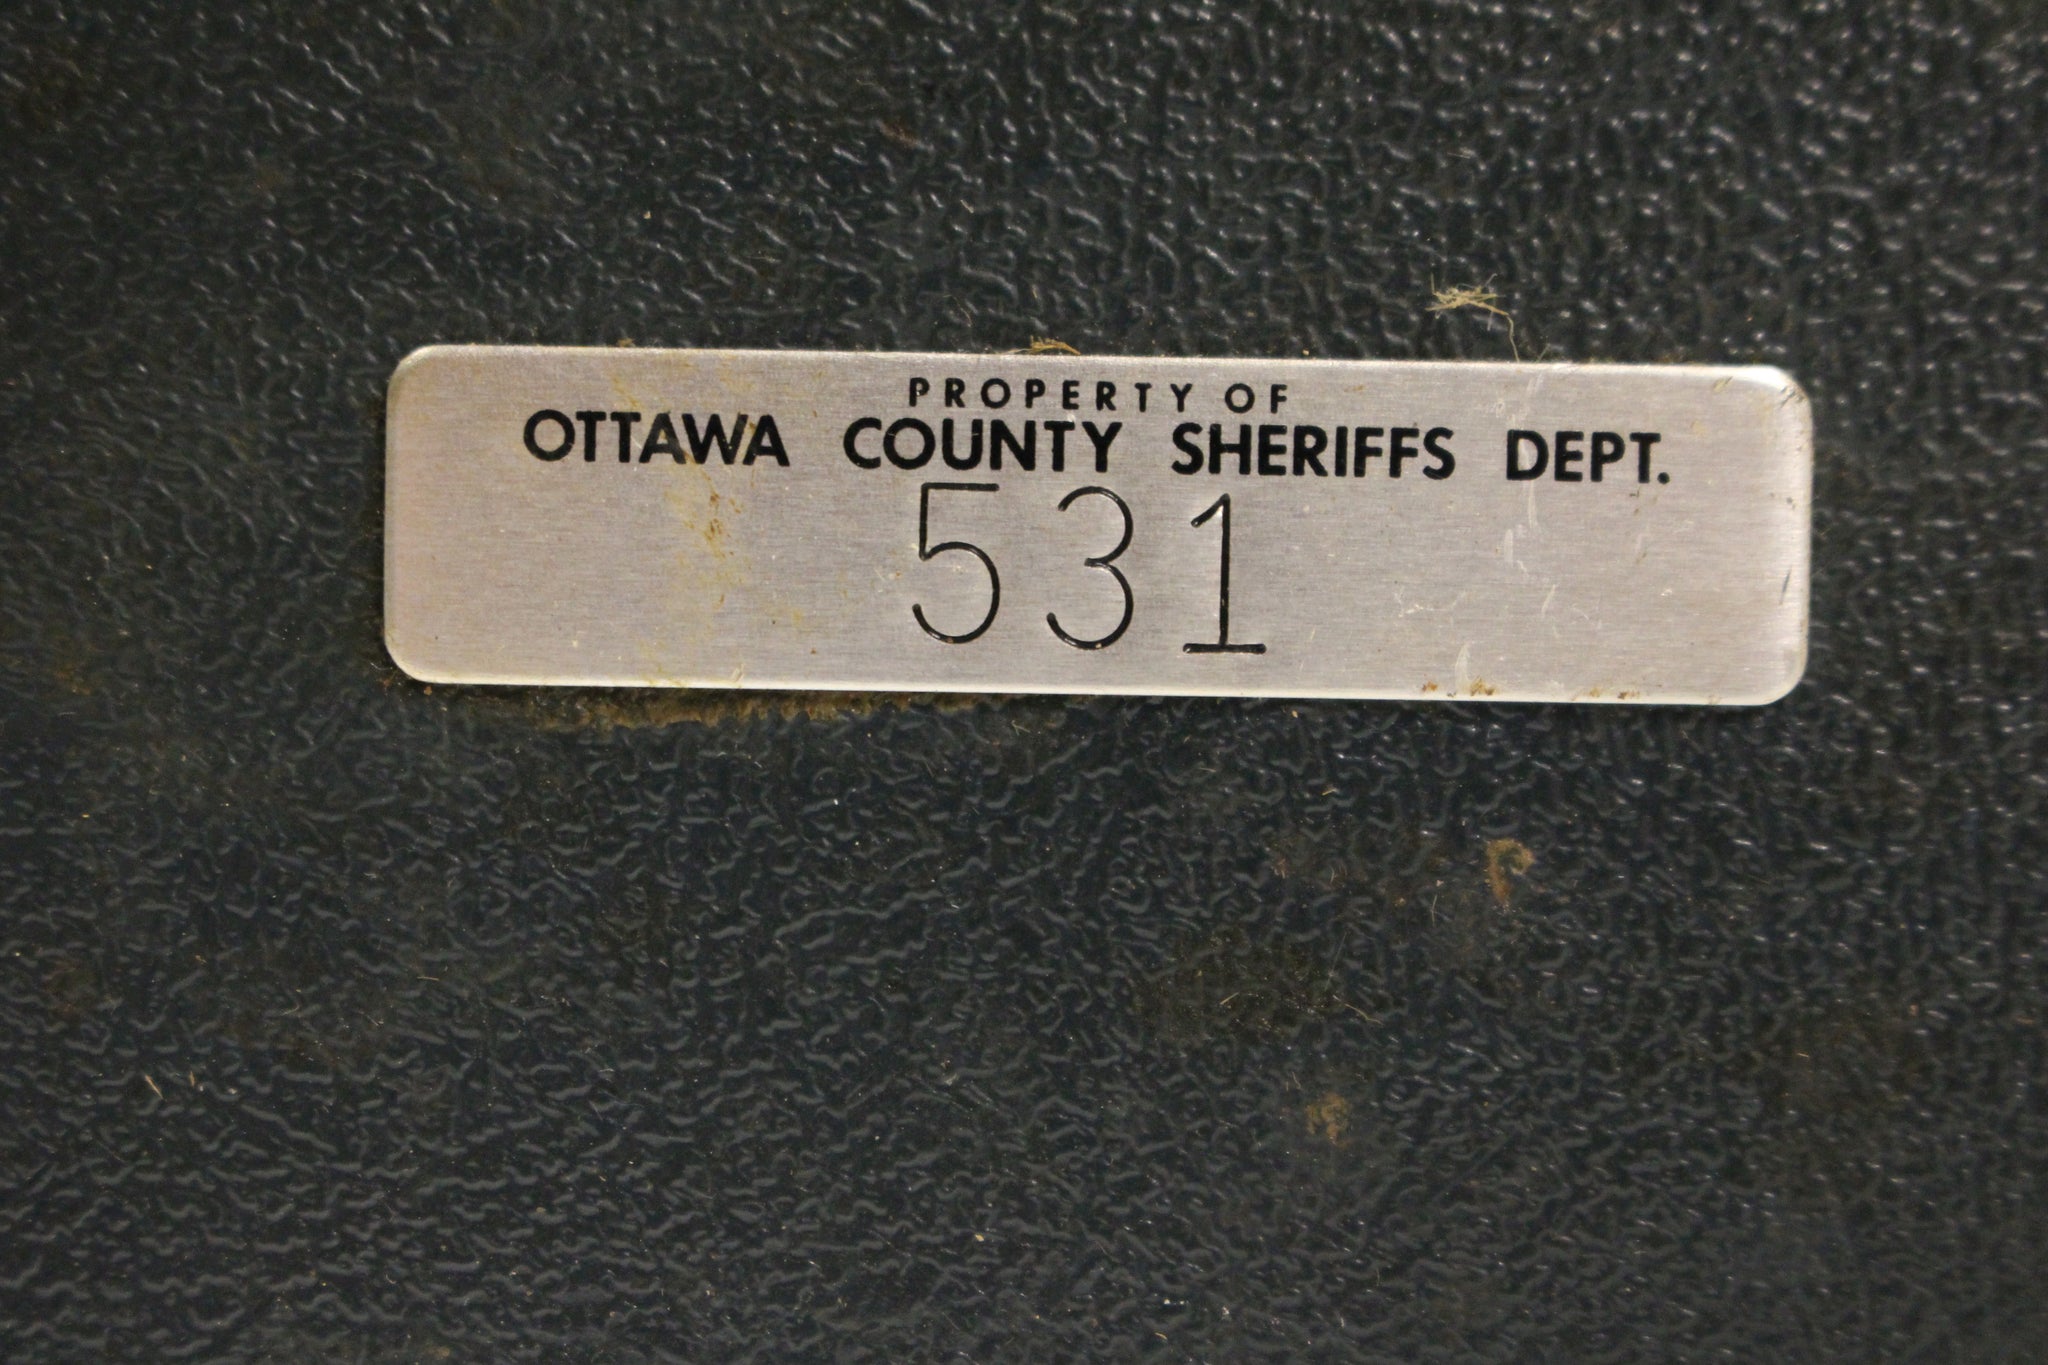 PROPERTY OF
OTTAWA COUNTY SHERIFFS DEPT.
531